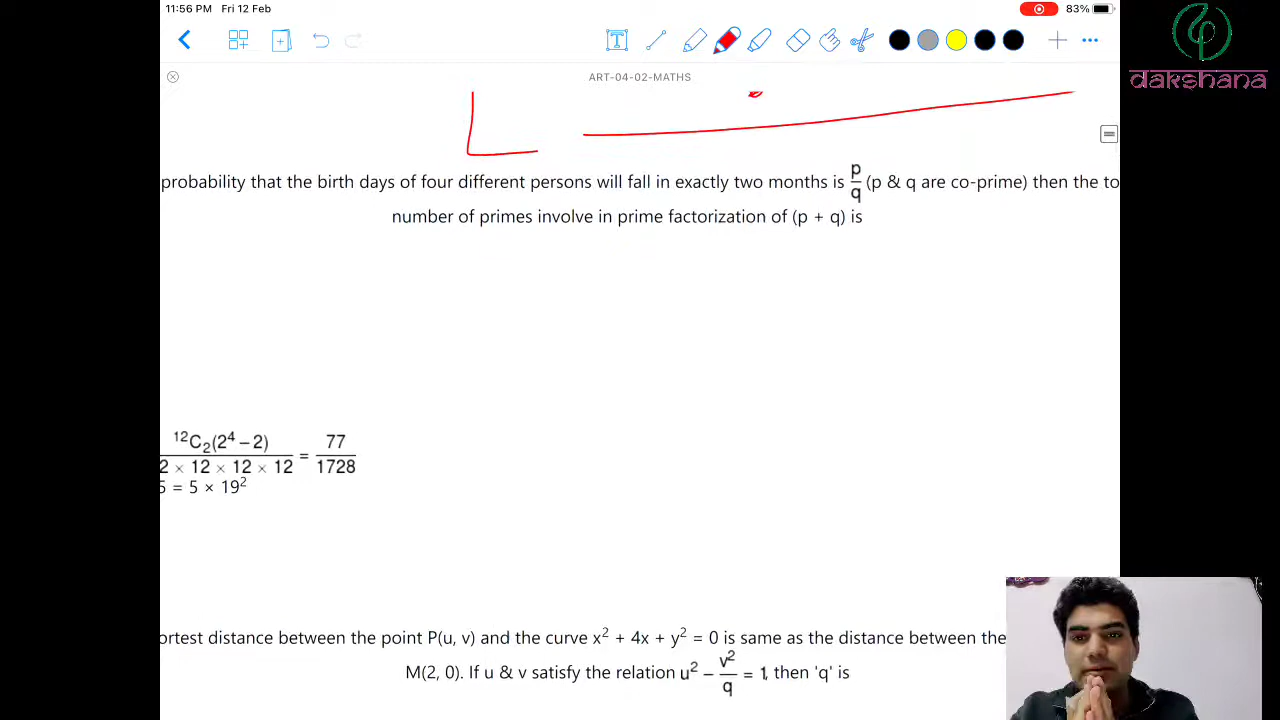 11:56 PM Fri 12 Feb
83%
dakshana
ART-04-02-MATHS
probability that the birth days of four different persons will fall in exactly two months is p/q (p & q are co-prime) then the to
number of primes involve in prime factorization of (p + q) is
¹²C₂(2⁴ – 2) / 2 × 12 × 12 × 12 = 77/1728
5 = 5 × 19²
ortest distance between the point P(u, v) and the curve x² + 4x + y² = 0 is same as the distance between the
M(2, 0). If u & v satisfy the relation u² – v²/q = 1, then 'q' is